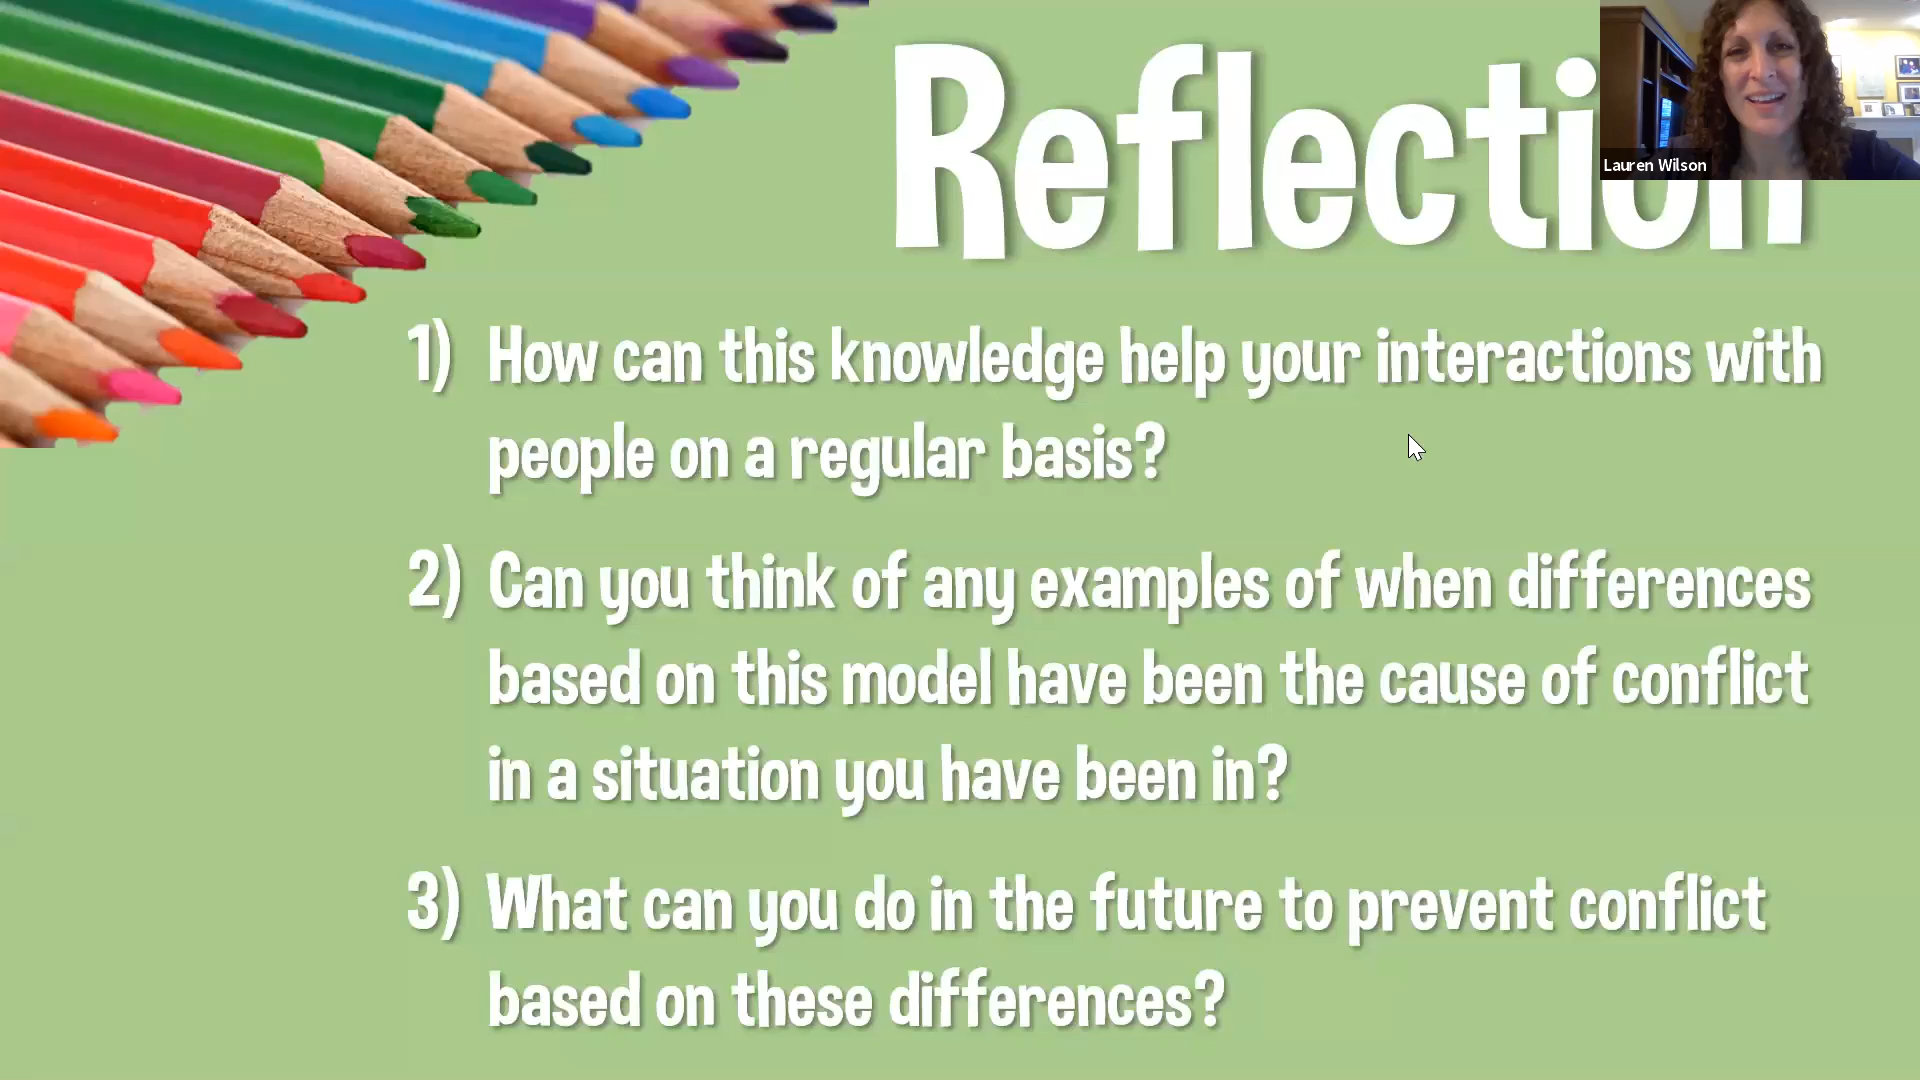 Reflection
Lauren Wilson
1) How can this knowledge help your interactions with
people on a regular basis?
2) Can you think of any examples of when differences
based on this model have been the cause of conflict
in a situation you have been in?
3) What can you do in the future to prevent conflict
based on these differences?